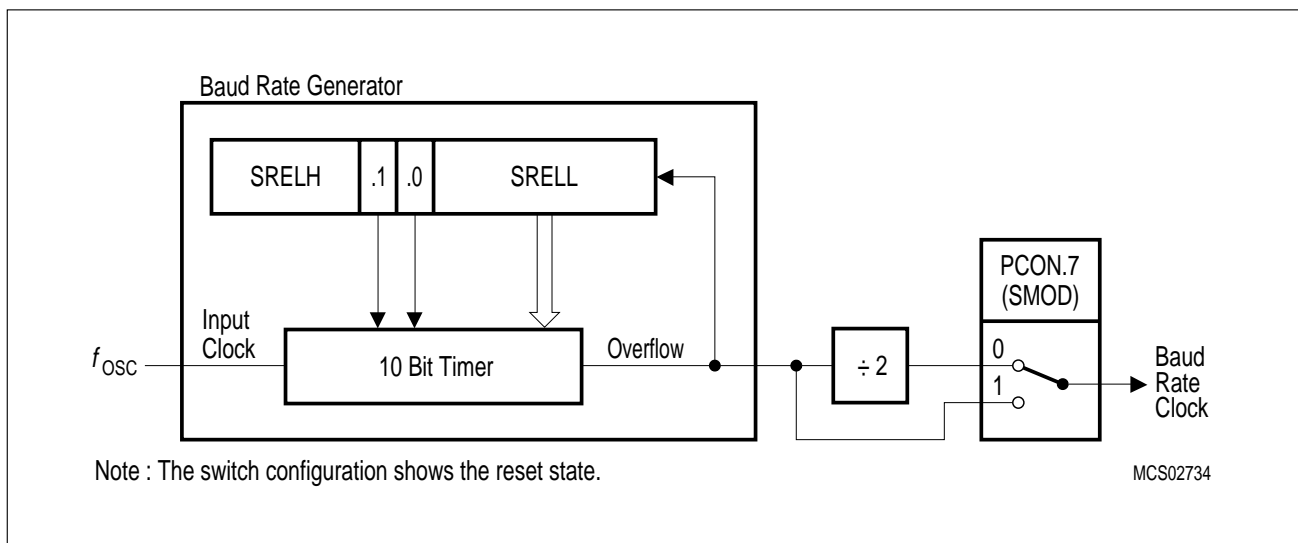 Baud Rate Generator
SRELH .1 .0 SRELL
PCON.7
(SMOD)
Input
Clock
f OSC
10 Bit Timer
Overflow
÷ 2
0
1
Baud
Rate
Clock
Note : The switch configuration shows the reset state.
MCS02734